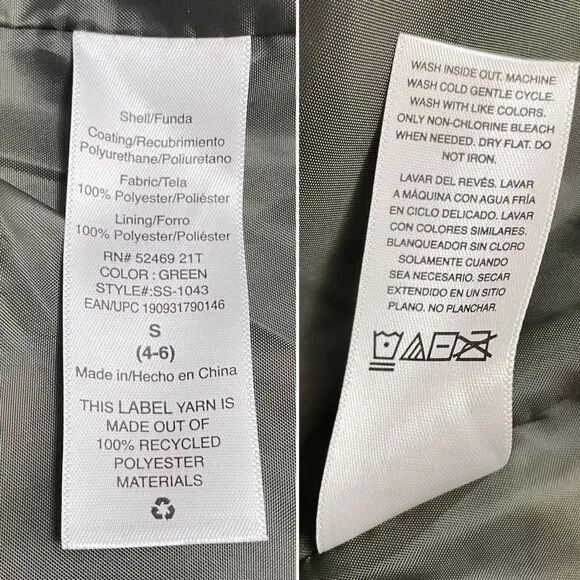 Shell/Funda
Coating/Recubrimiento
Polyurethane/Poliuretano
Fabric/Tela
100% Polyester/Poliéster
Lining/Forro
100% Polyester/Poliéster
RN# 52469 21T
COLOR : GREEN
STYLE#:SS-1043
EAN/UPC 190931790146
S
(4-6)
Made in/Hecho en China
THIS LABEL YARN IS
MADE OUT OF
100% RECYCLED
POLYESTER
MATERIALS
WASH INSIDE OUT. MACHINE
WASH COLD GENTLE CYCLE.
WASH WITH LIKE COLORS.
ONLY NON-CHLORINE BLEACH
WHEN NEEDED. DRY FLAT. DO
NOT IRON.
LAVAR DEL REVÉS. LAVAR
A MÁQUINA CON AGUA FRÍA
EN CICLO DELICADO. LAVAR
CON COLORES SIMILARES.
BLANQUEADOR SIN CLORO
SOLAMENTE CUANDO
SEA NECESARIO. SECAR
EXTENDIDO EN UN SITIO
PLANO. NO PLANCHAR.